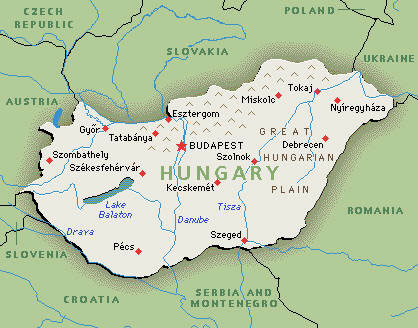 CZECH
REPUBLIC
POLAND
SLOVAKIA
UKRAINE
AUSTRIA
Tokaj
Miskolc
Nyíregyháza
Esztergom
Győr
Tatabánya
BUDAPEST
GREAT
HUNGARIAN
PLAIN
Debrecen
Szombathely
Székesfehérvár
Szolnok
HUNGARY
Kecskemét
Lake
Balaton
Danube
Tisza
Drava
Pécs
Szeged
ROMANIA
SLOVENIA
CROATIA
SERBIA AND
MONTENEGRO